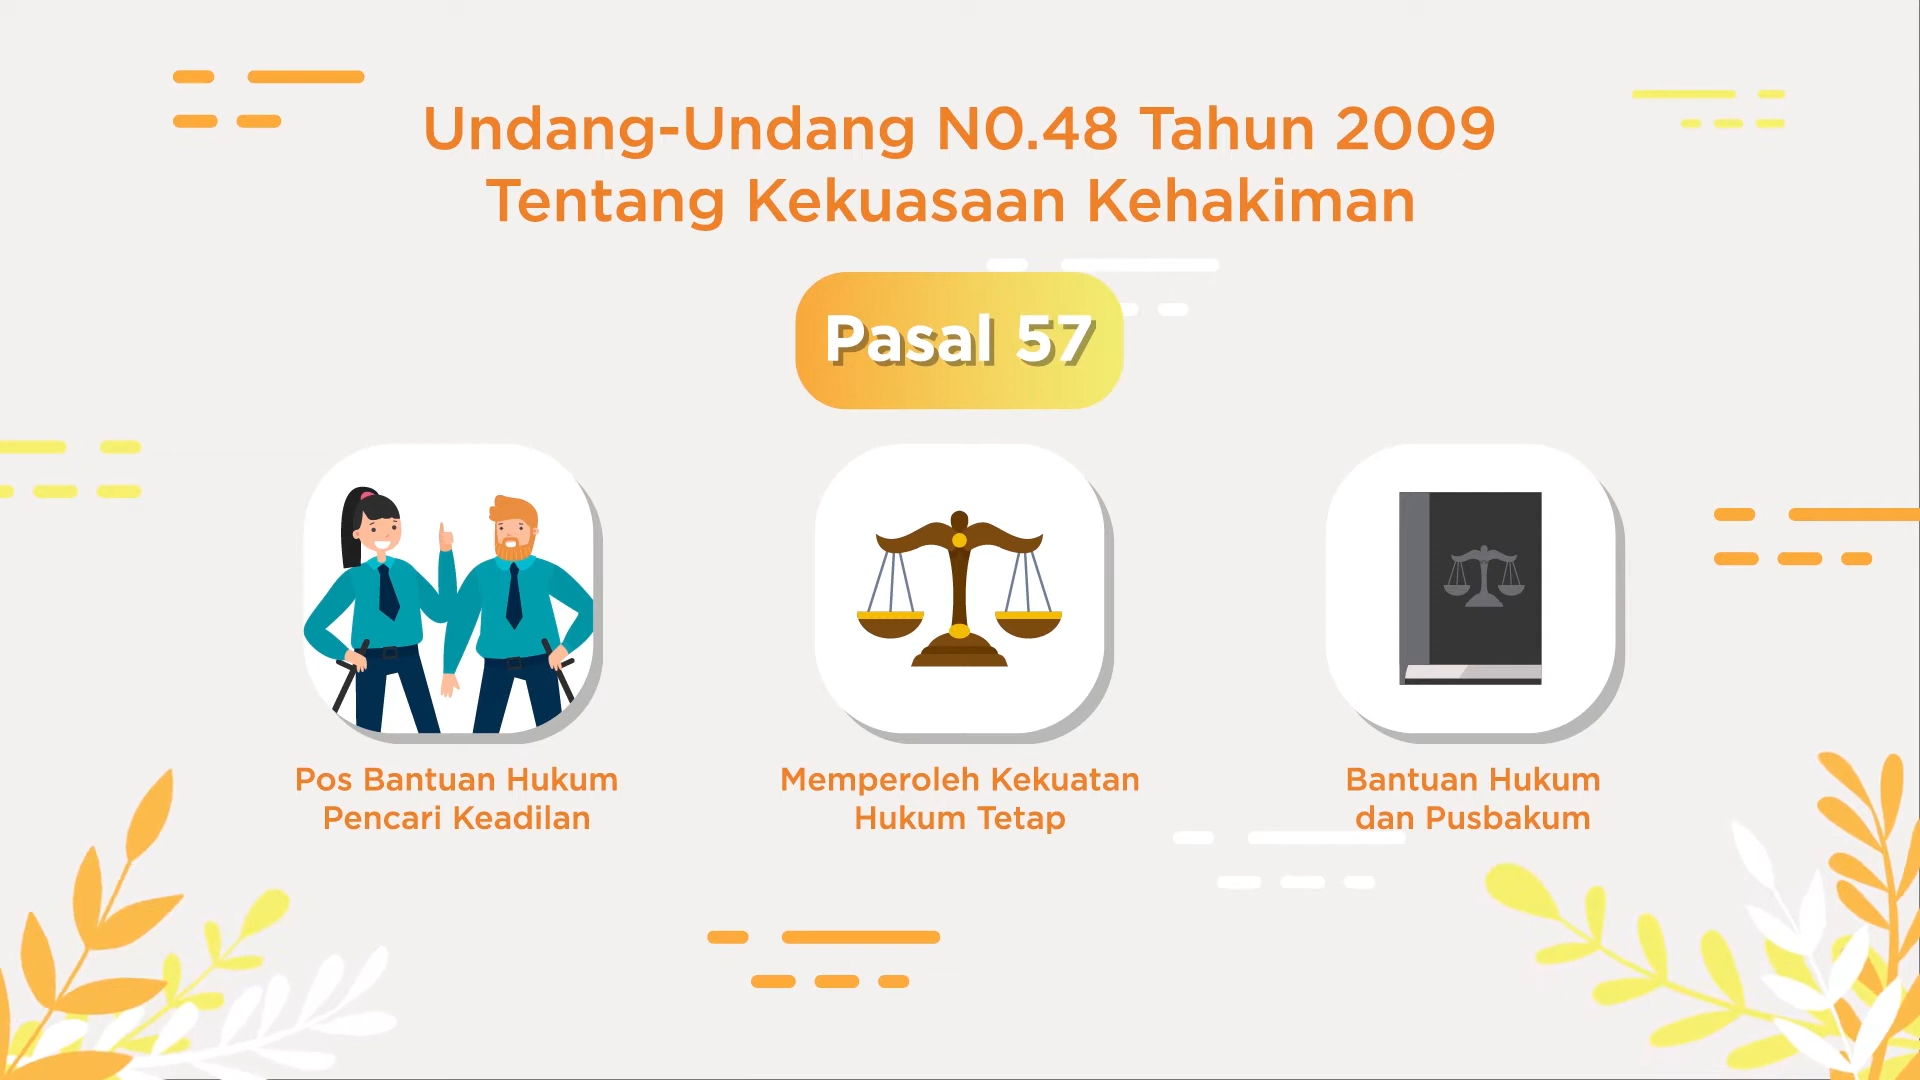 Undang-Undang N0.48 Tahun 2009
Tentang Kekuasaan Kehakiman
Pasal 57
Pos Bantuan Hukum
Pencari Keadilan
Memperoleh Kekuatan
Hukum Tetap
Bantuan Hukum
dan Pusbakum